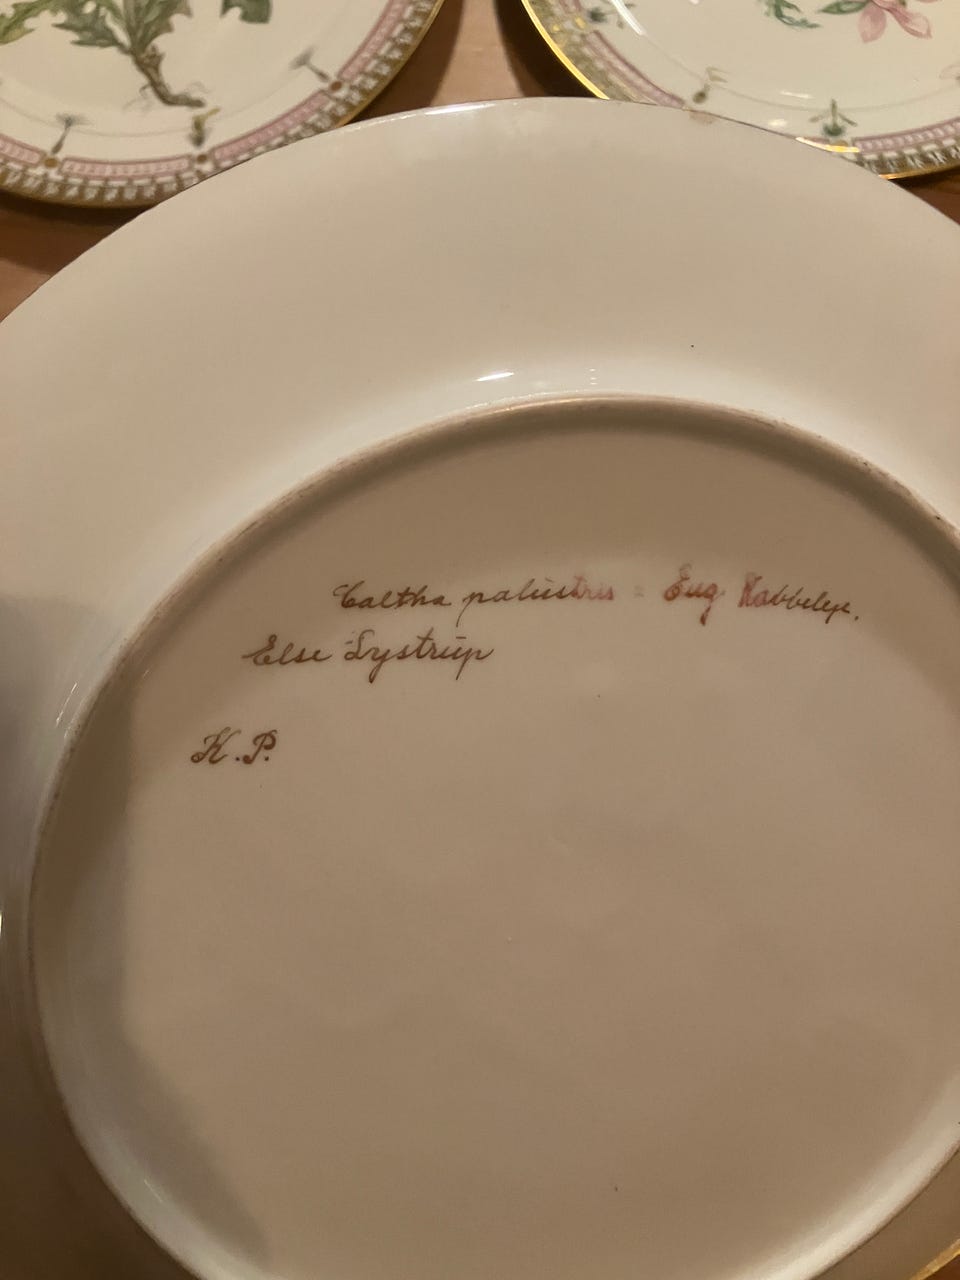 Caltha palustris = Eng. Kabbeleje.
Else Lystrup
K.P.